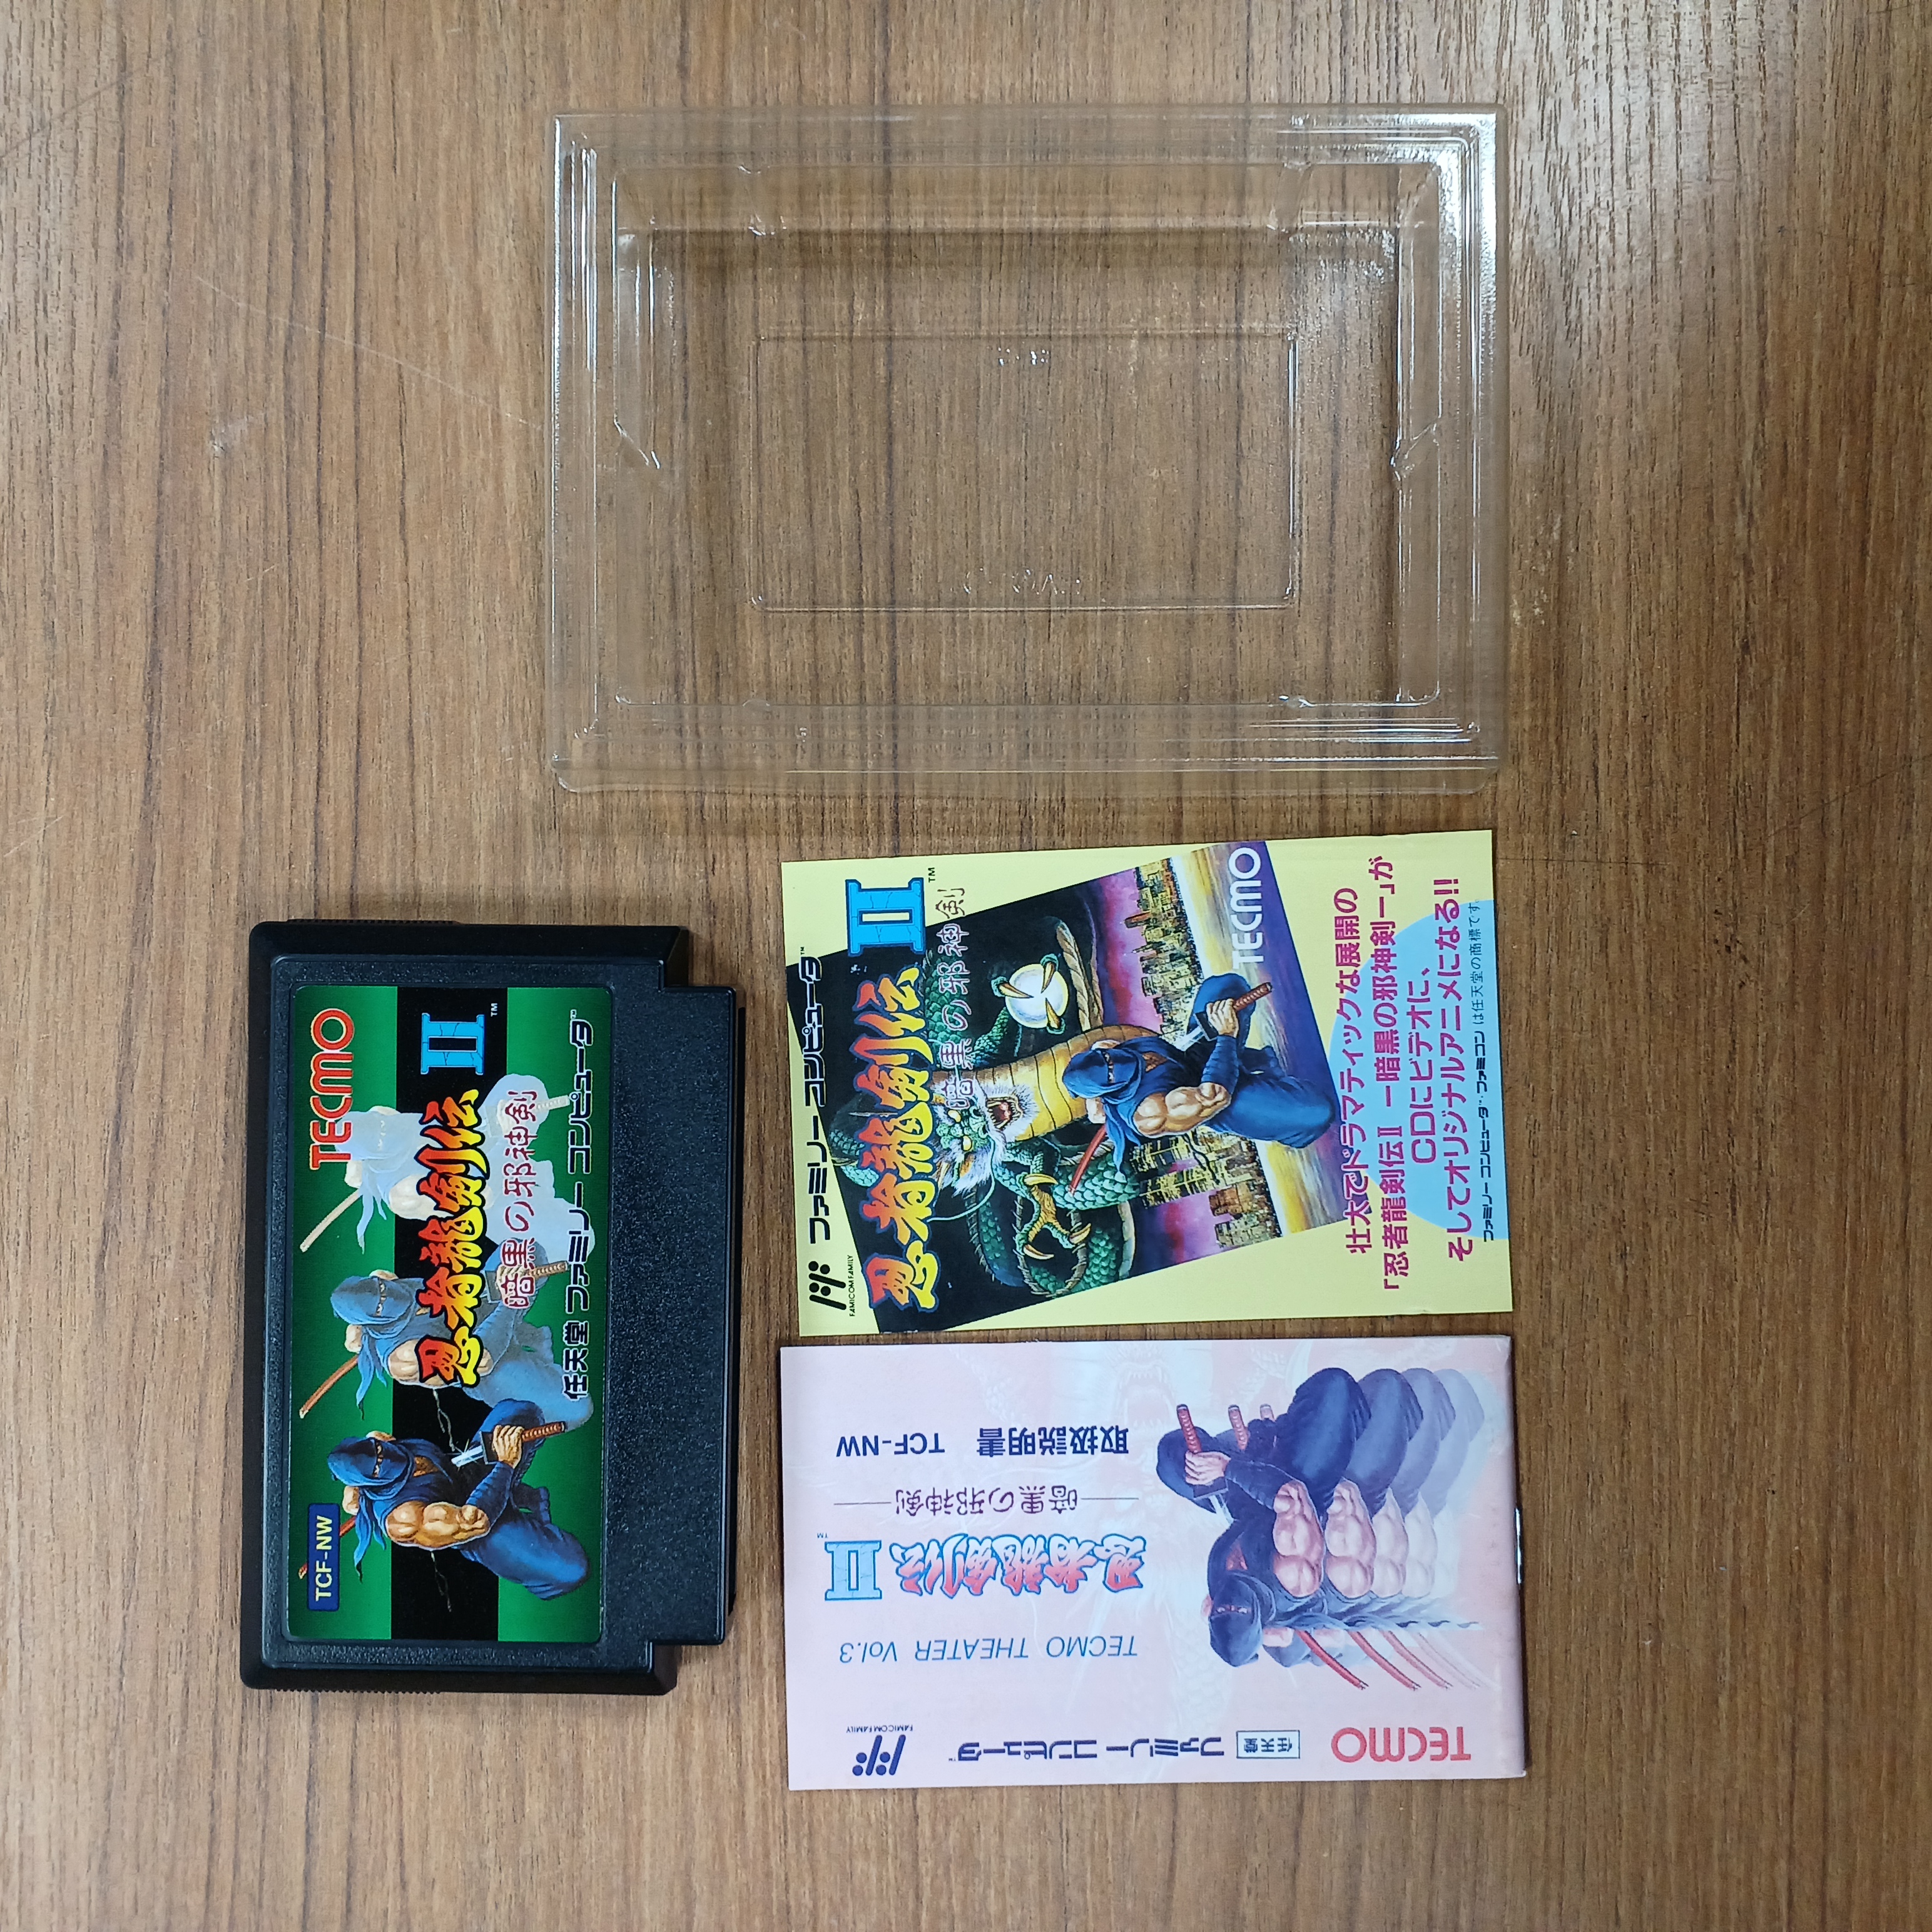 TECMO
忍者龍剣伝 II ™
暗黒の邪神剣
任天堂 ファミリーコンピュータ™
TCF-NW
FAMICOM FAMILY
ファミリーコンピュータ™
忍者龍剣伝 II ™
暗黒の邪神剣
TECMO
壮大でドラマティックな展開の
「忍者龍剣伝II ー暗黒の邪神剣ー」が
CDにビデオに、
そしてオリジナルアニメになる!!
ファミリーコンピュータ™・ファミコン は任天堂の商標です。
FAMICOM FAMILY
任天堂
ファミリーコンピュータ™
TECMO
TECMO THEATER Vol.3
忍者龍剣伝 II ™
―暗黒の邪神剣―
取扱説明書 TCF-NW